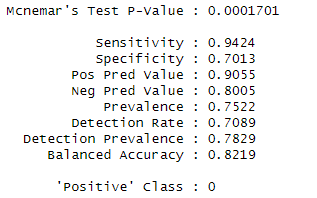 Mcnemar's Test P-Value : 0.0001701
Sensitivity : 0.9424
Specificity : 0.7013
Pos Pred Value : 0.9055
Neg Pred Value : 0.8005
Prevalence : 0.7522
Detection Rate : 0.7089
Detection Prevalence : 0.7829
Balanced Accuracy : 0.8219
'Positive' Class : 0